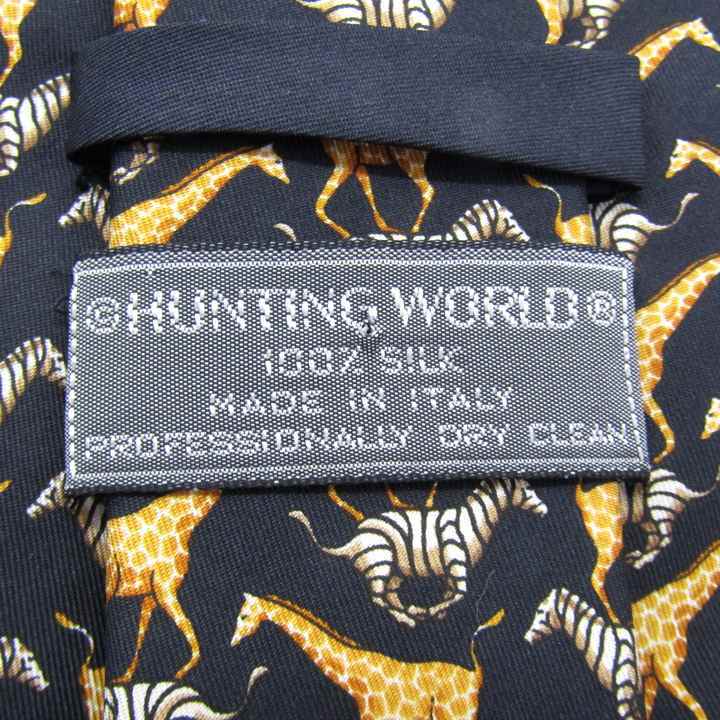 ©HUNTING WORLD®
100% SILK
MADE IN ITALY
PROFESSIONALLY DRY CLEAN